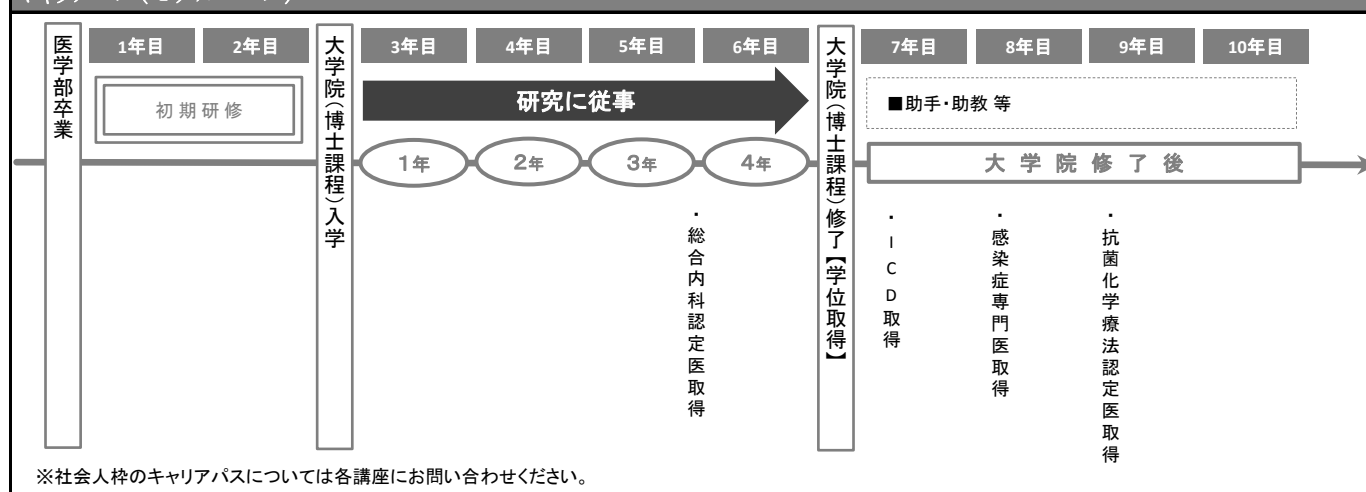 医学部卒業
1年目
2年目
初期研修
大学院(博士課程)入学
3年目
4年目
5年目
6年目
研究に従事
1年
2年
3年
4年
・総合内科認定医取得
大学院(博士課程)修了【学位取得】
7年目
8年目
9年目
10年目
■助手・助教 等
大学院修了後
・ICD取得
・感染症専門医取得
・抗菌化学療法認定医取得
※社会人枠のキャリアパスについては各講座にお問い合わせください。